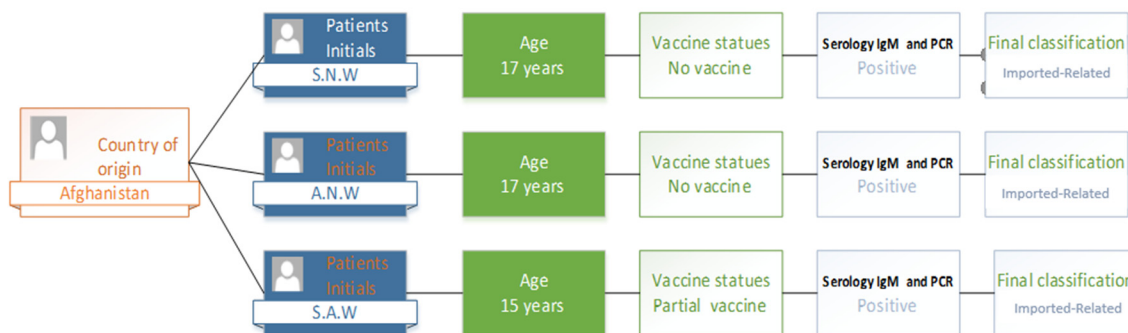 Country of
origin
Afghanistan
Patients
Initials
S.N.W
Age
17 years
Vaccine statues
No vaccine
Serology IgM and PCR
Positive
Final classification
Imported-Related
Patients
Initials
A.N.W
Age
17 years
Vaccine statues
No vaccine
Serology IgM and PCR
Positive
Final classification
Imported-Related
Patients
Initials
S.A.W
Age
15 years
Vaccine statues
Partial vaccine
Serology IgM and PCR
Positive
Final classification
Imported-Related